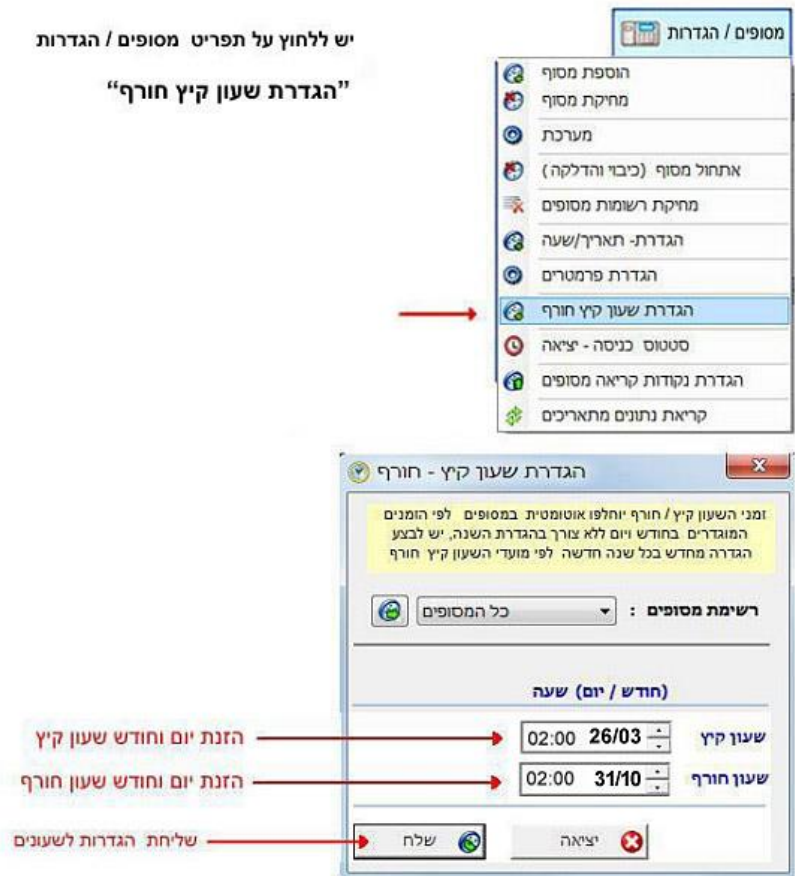 יש ללחוץ על תפריט מסופים / הגדרות
”הגדרת שעון קיץ חורף“
מסופים / הגדרות
הוספת מסוף
מחיקת מסוף
מערכת
אתחול מסוף (כיבוי והדלקה)
מחיקת רשומות מסופים
הגדרת- תאריך/שעה
הגדרת פרמטרים
הגדרת שעון קיץ חורף
סטטוס כניסה - יציאה
הגדרת נקודות קריאה מסופים
קריאת נתונים מתאריכים
הגדרת שעון קיץ - חורף
זמני השעון קיץ / חורף יוחלפו אוטומטית במסופים לפי הזמנים
המוגדרים בחודש ויום ללא צורך בהגדרת השנה, יש לבצע
הגדרה מחדש בכל שנה חדשה לפי מועדי השעון קיץ חורף
רשימת מסופים : כל המסופים
(חודש / יום) שעה
שעון קיץ 26/03 02:00 הזנת יום וחודש שעון קיץ
שעון חורף 31/10 02:00 הזנת יום וחודש שעון חורף
יציאה שלח שליחת הגדרות לשעונים